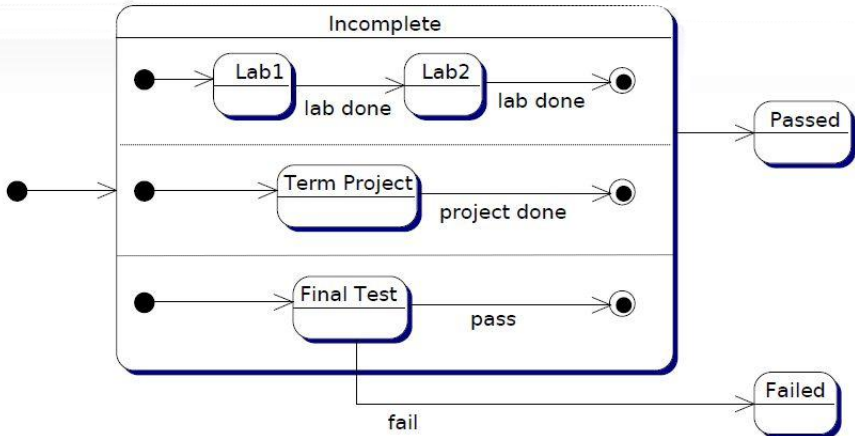 Incomplete
Lab1
Lab2
lab done
lab done
Passed
Term Project
project done
Final Test
pass
Failed
fail